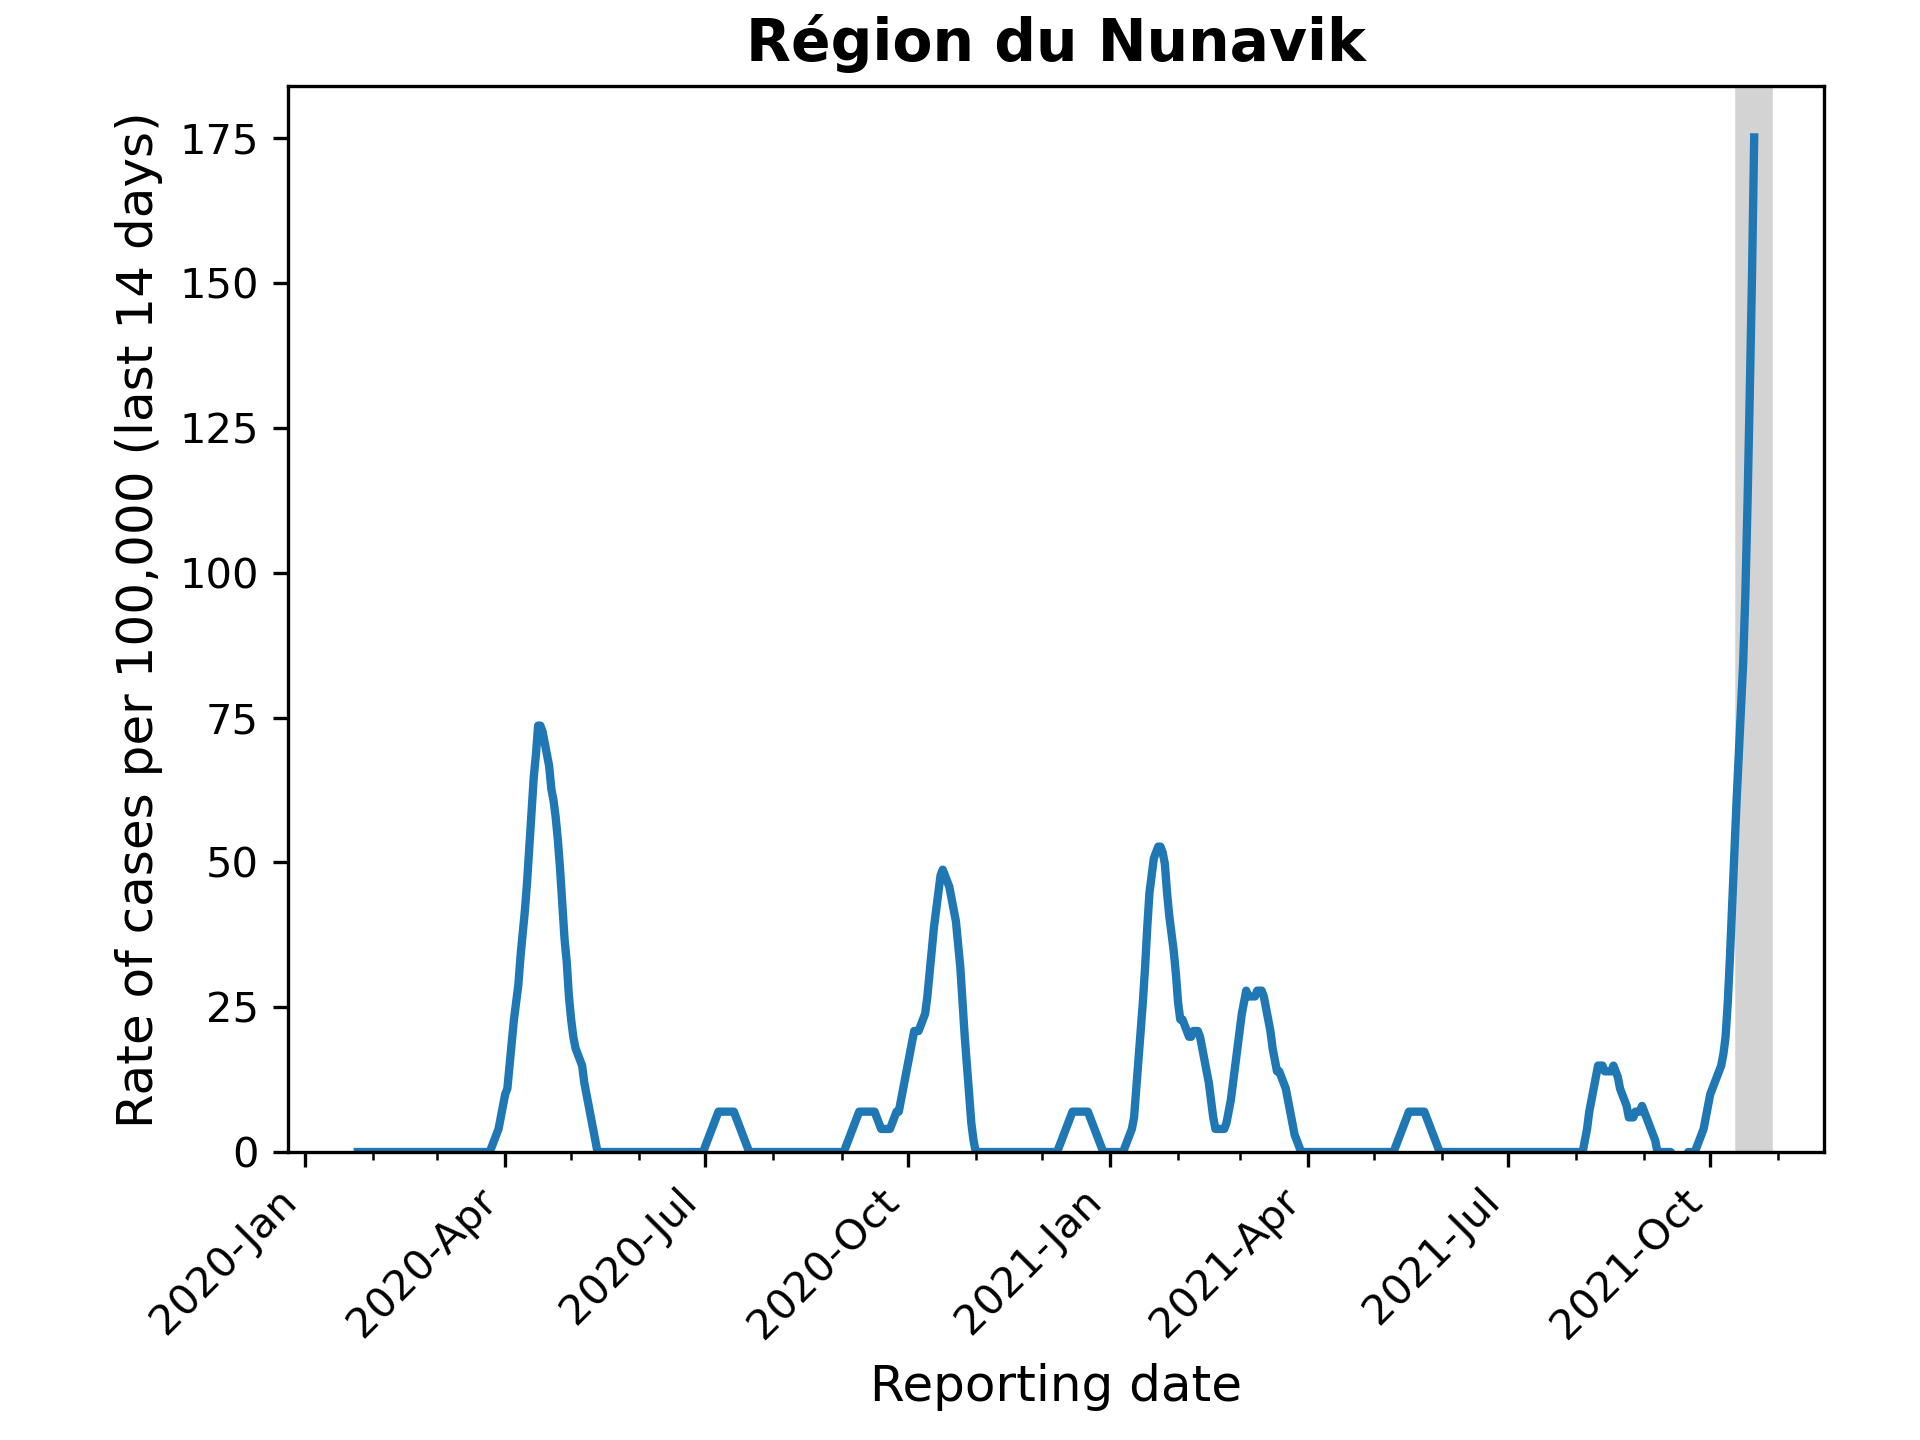 Région du Nunavik
Rate of cases per 100,000 (last 14 days)
175
150
125
100
75
50
25
0
2020-Jan
2020-Apr
2020-Jul
2020-Oct
2021-Jan
2021-Apr
2021-Jul
2021-Oct
Reporting date